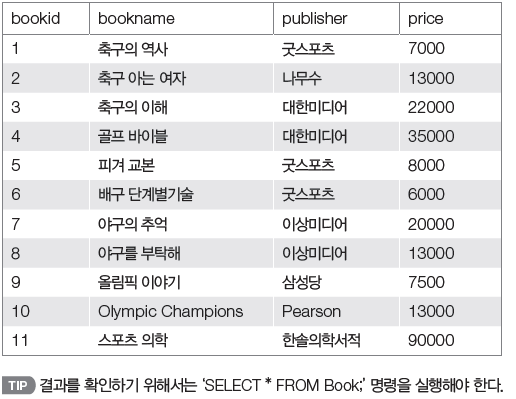 bookid bookname publisher price
1 축구의 역사 굿스포츠 7000
2 축구 아는 여자 나무수 13000
3 축구의 이해 대한미디어 22000
4 골프 바이블 대한미디어 35000
5 피겨 교본 굿스포츠 8000
6 배구 단계별기술 굿스포츠 6000
7 야구의 추억 이상미디어 20000
8 야구를 부탁해 이상미디어 13000
9 올림픽 이야기 삼성당 7500
10 Olympic Champions Pearson 13000
11 스포츠 의학 한솔의학서적 90000
TIP 결과를 확인하기 위해서는 ‘SELECT * FROM Book;’ 명령을 실행해야 한다.